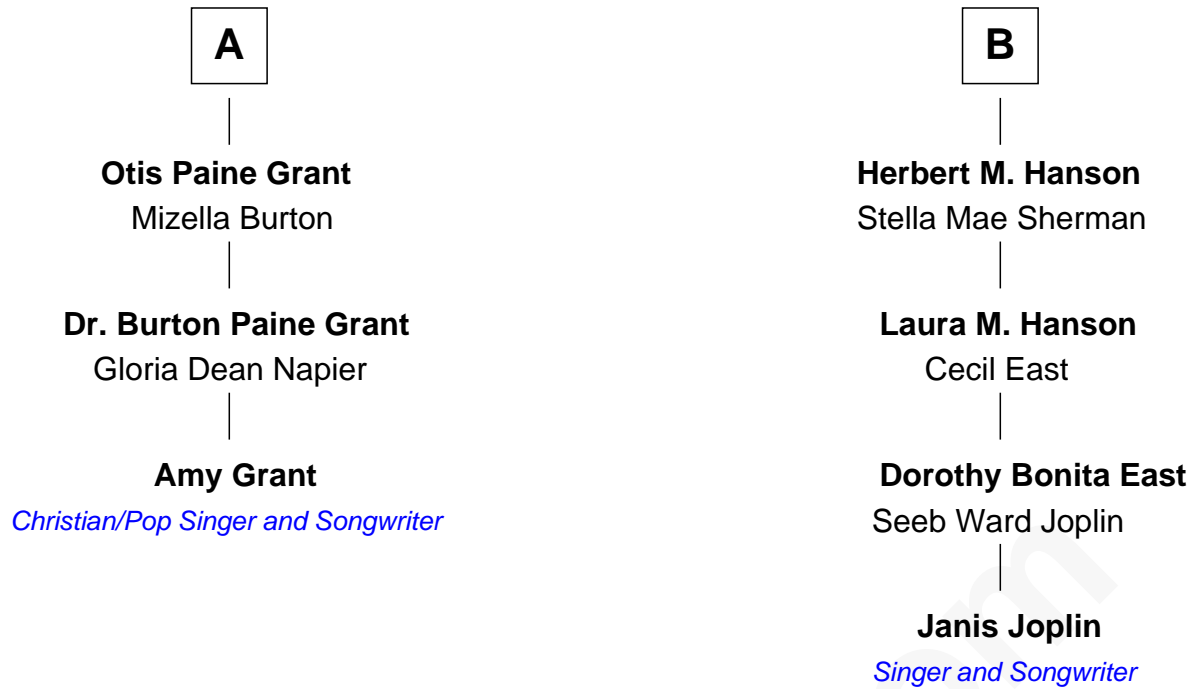 A
Otis Paine Grant
Mizella Burton
Dr. Burton Paine Grant
Gloria Dean Napier
Amy Grant
Christian/Pop Singer and Songwriter
B
Herbert M. Hanson
Stella Mae Sherman
Laura M. Hanson
Cecil East
Dorothy Bonita East
Seeb Ward Joplin
Janis Joplin
Singer and Songwriter